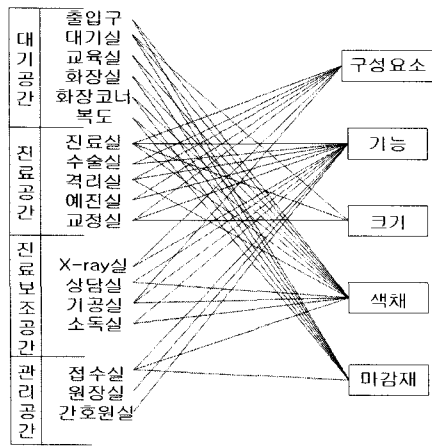 대기공간
출입구
대기실
교육실
화장실
화장코너
복도
진료공간
진료실
수술실
격리실
예진실
교정실
진료보조공간
X-ray실
상담실
기공실
소독실
관리공간
접수실
원장실
간호원실
구성요소
기능
크기
색채
마감재